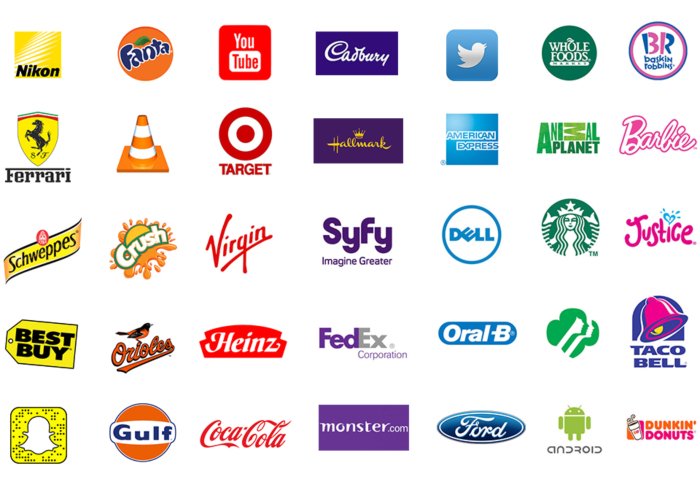 Nikon
Fanta
You
Tube
Cadbury
WHOLE
FOODS
MARKET
BR
baskin
robbins
S F
Ferrari
TARGET
Hallmark
AMERICAN
EXPRESS
®
ANIMAL
PLANET
Barbie
Schweppes
Crush
Virgin
Syfy
Imagine Greater
DELL
TM
Justice
BEST
BUY
Orioles
Heinz
FedEx®
Corporation
Oral-B
TACO
BELL
Gulf
Coca-Cola
monster.com
Ford
ANDROID
DD
DUNKIN'
DONUTS